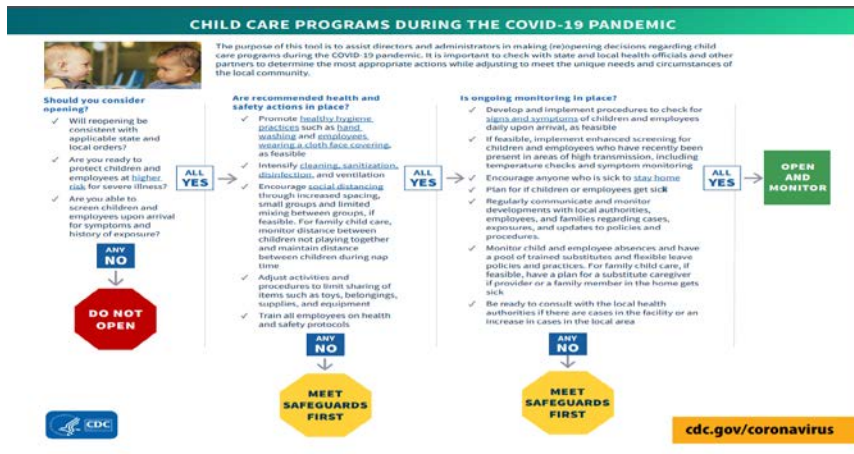 CHILD CARE PROGRAMS DURING THE COVID-19 PANDEMIC
The purpose of this tool is to assist directors and administrators in making (re)opening decisions regarding child
care programs during the COVID-19 pandemic. It is important to check with state and local health officials and other
partners to determine the most appropriate actions while adjusting to meet the unique needs and circumstances of
the local community.
Should you consider
opening?
✓ Will reopening be
consistent with
applicable state and
local orders?
✓ Are you ready to
protect children and
employees at higher
risk for severe illness?
✓ Are you able to
screen children and
employees upon arrival
for symptoms and
history of exposure?
ANY
NO
DO NOT
OPEN
ALL
YES
Are recommended health and
safety actions in place?
✓ Promote healthy hygiene
practices such as hand
washing and employees
wearing a cloth face covering,
as feasible
✓ Intensify cleaning, sanitization,
disinfection, and ventilation
✓ Encourage social distancing
through increased spacing,
small groups and limited
mixing between groups, if
feasible. For family child care,
monitor distance between
children not playing together
and maintain distance
between children during nap
time
✓ Adjust activities and
procedures to limit sharing of
items such as toys, belongings,
supplies, and equipment
✓ Train all employees on health
and safety protocols
ANY
NO
MEET
SAFEGUARDS
FIRST
ALL
YES
Is ongoing monitoring in place?
✓ Develop and implement procedures to check for
signs and symptoms of children and employees
daily upon arrival, as feasible
✓ If feasible, implement enhanced screening for
children and employees who have recently been
present in areas of high transmission, including
temperature checks and symptom monitoring
✓ Encourage anyone who is sick to stay home
✓ Plan for if children or employees get sick
✓ Regularly communicate and monitor
developments with local authorities,
employees, and families regarding cases,
exposures, and updates to policies and
procedures.
✓ Monitor child and employee absences and have
a pool of trained substitutes and flexible leave
policies and practices. For family child care, if
feasible, have a plan for a substitute caregiver
if provider or a family member in the home gets
sick
✓ Be ready to consult with the local health
authorities if there are cases in the facility or an
increase in cases in the local area
ANY
NO
MEET
SAFEGUARDS
FIRST
ALL
YES
OPEN
AND
MONITOR
CDC
cdc.gov/coronavirus